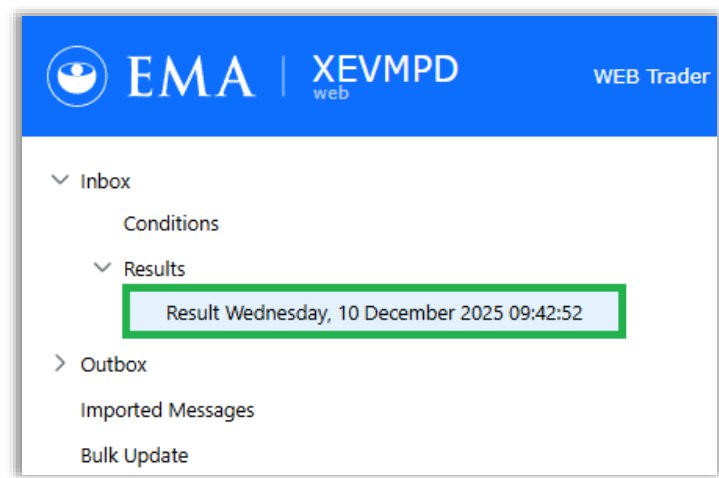 EMA | XEVMPD
web
WEB Trader
Inbox
Conditions
Results
Result Wednesday, 10 December 2025 09:42:52
Outbox
Imported Messages
Bulk Update